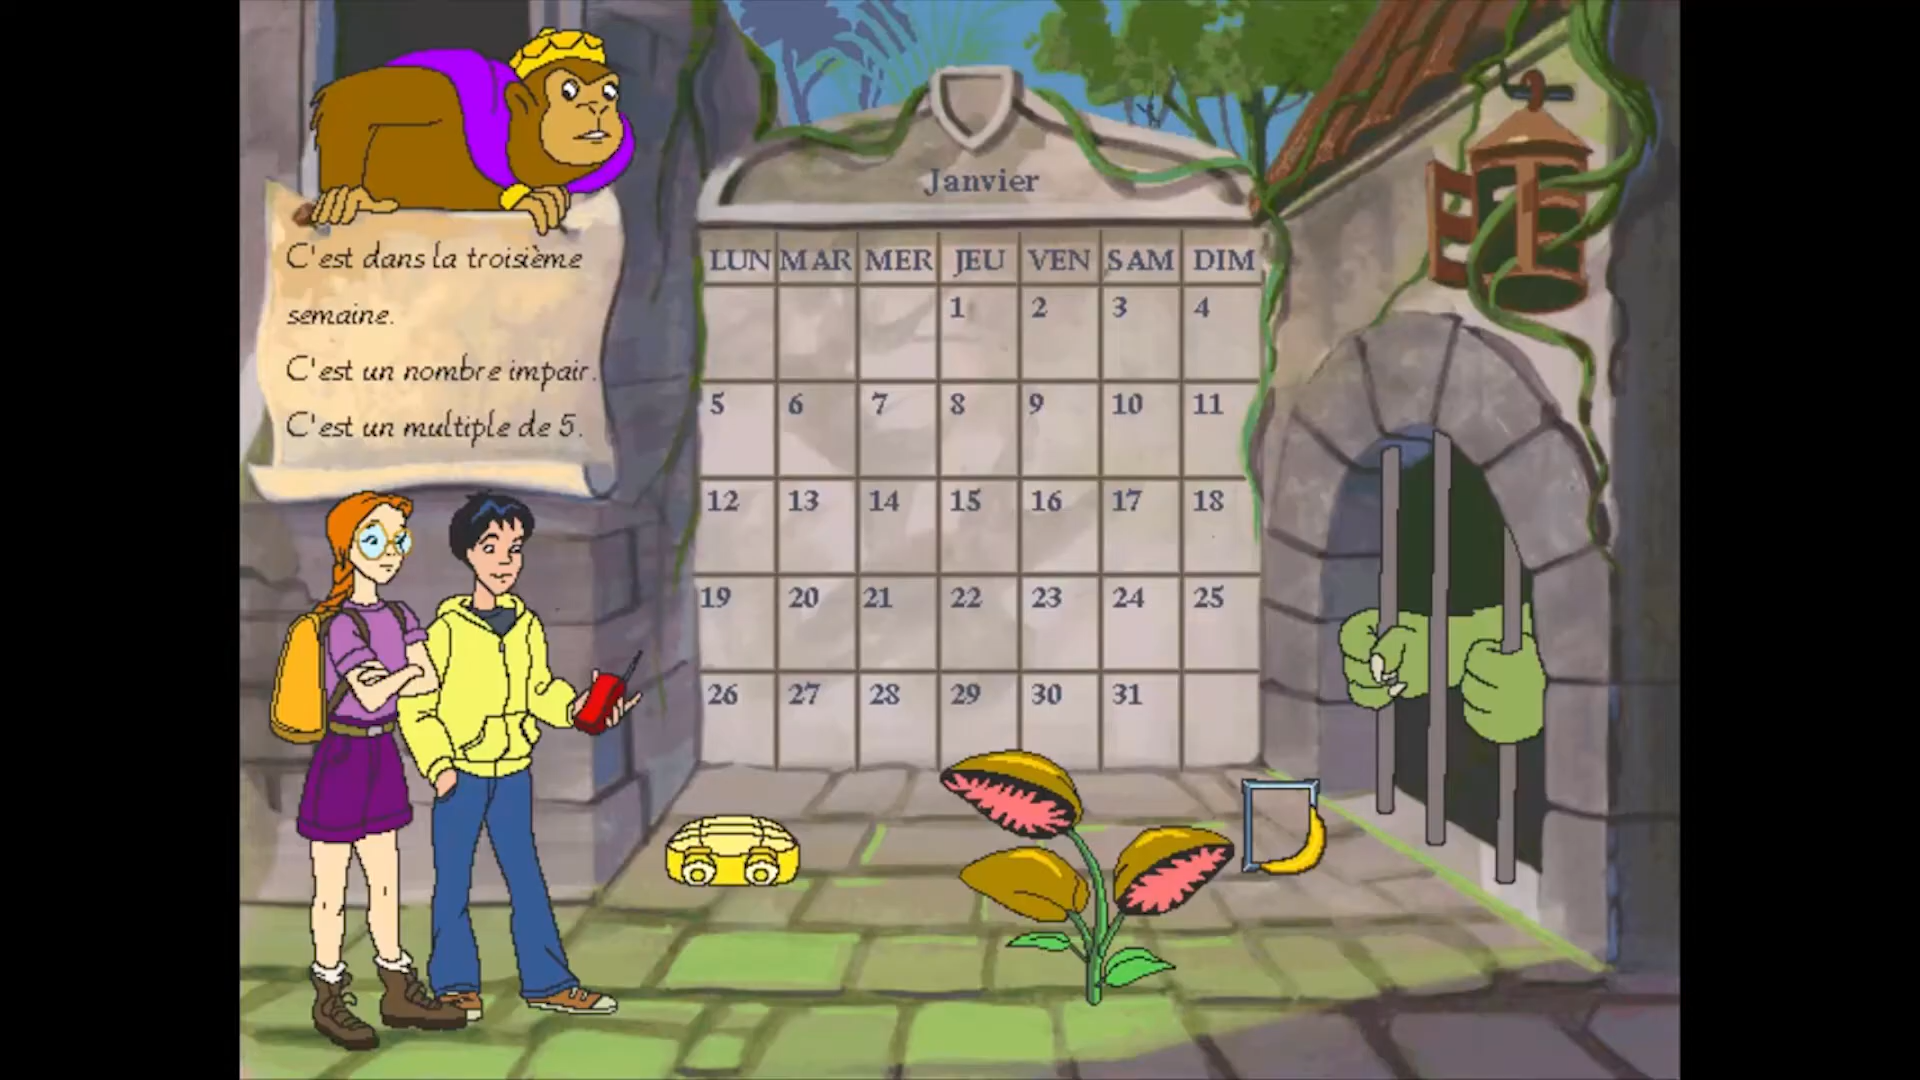 C'est dans la troisième
semaine.
C'est un nombre impair.
C'est un multiple de 5.
Janvier
LUN MAR MER JEU VEN SAM DIM
1 2 3 4
5 6 7 8 9 10 11
12 13 14 15 16 17 18
19 20 21 22 23 24 25
26 27 28 29 30 31